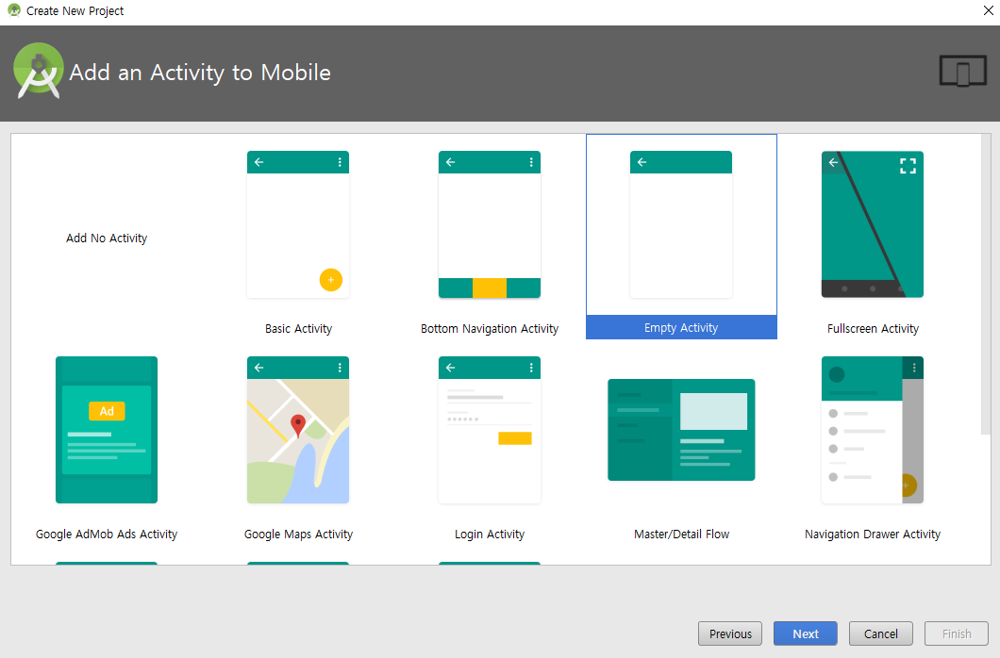 Create New Project
Add an Activity to Mobile
Add No Activity
Basic Activity
Bottom Navigation Activity
Empty Activity
Fullscreen Activity
Ad
Google AdMob Ads Activity
Google Maps Activity
Login Activity
Master/Detail Flow
Navigation Drawer Activity
Previous
Next
Cancel
Finish